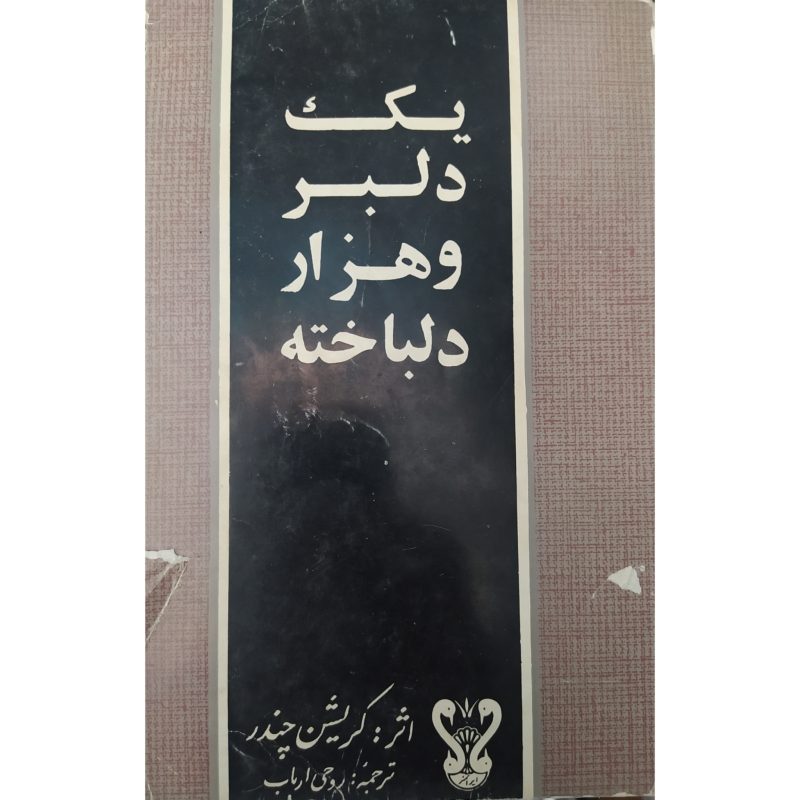 یک
دلبر
وهزار
دلباخته
اثر: کریشن چندر
ترجمهٔ: روحی ارباب